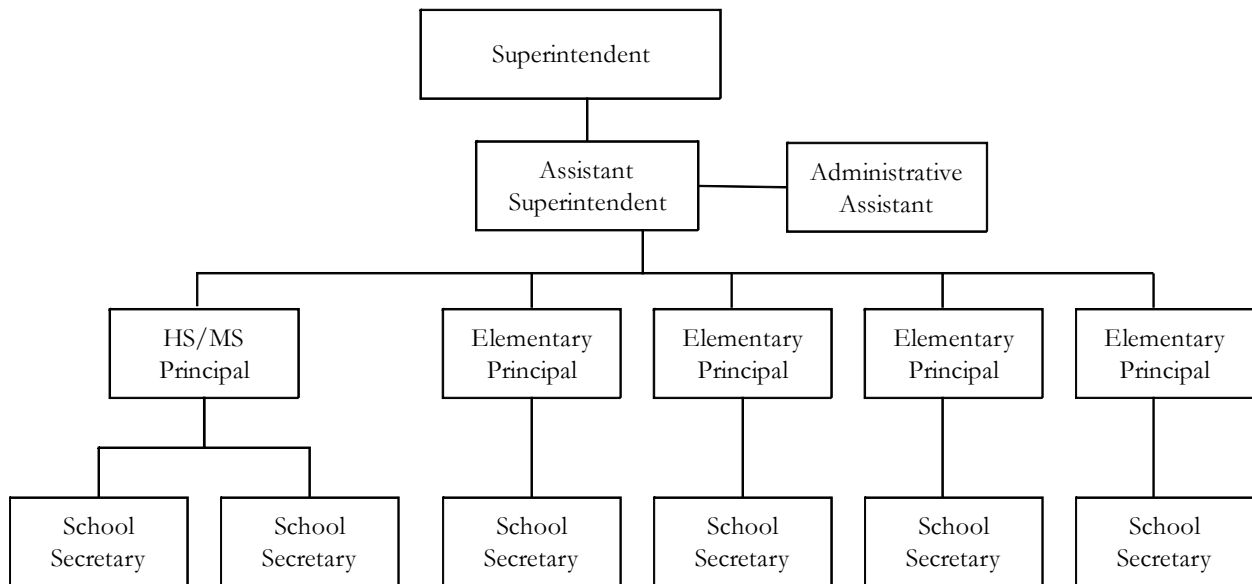 Superintendent
Assistant
Superintendent
Administrative
Assistant
HS/MS
Principal
Elementary
Principal
Elementary
Principal
Elementary
Principal
Elementary
Principal
School
Secretary
School
Secretary
School
Secretary
School
Secretary
School
Secretary
School
Secretary